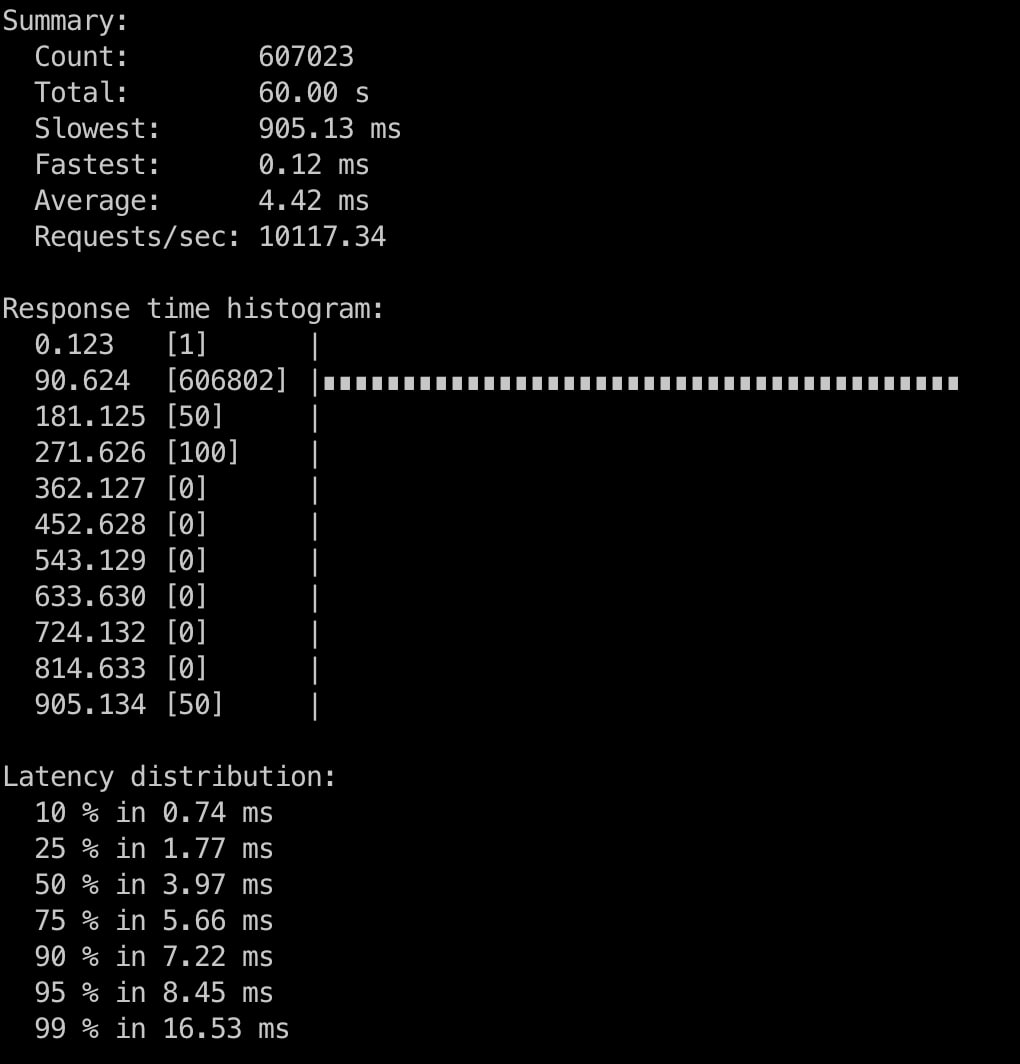 Summary:
  Count:        607023
  Total:        60.00 s
  Slowest:      905.13 ms
  Fastest:      0.12 ms
  Average:      4.42 ms
  Requests/sec: 10117.34

Response time histogram:
  0.123   [1]      |
  90.624  [606802] |∎∎∎∎∎∎∎∎∎∎∎∎∎∎∎∎∎∎∎∎∎∎∎∎∎∎∎∎∎∎∎∎∎∎∎∎∎∎∎∎
  181.125 [50]     |
  271.626 [100]    |
  362.127 [0]      |
  452.628 [0]      |
  543.129 [0]      |
  633.630 [0]      |
  724.132 [0]      |
  814.633 [0]      |
  905.134 [50]     |

Latency distribution:
  10 % in 0.74 ms
  25 % in 1.77 ms
  50 % in 3.97 ms
  75 % in 5.66 ms
  90 % in 7.22 ms
  95 % in 8.45 ms
  99 % in 16.53 ms